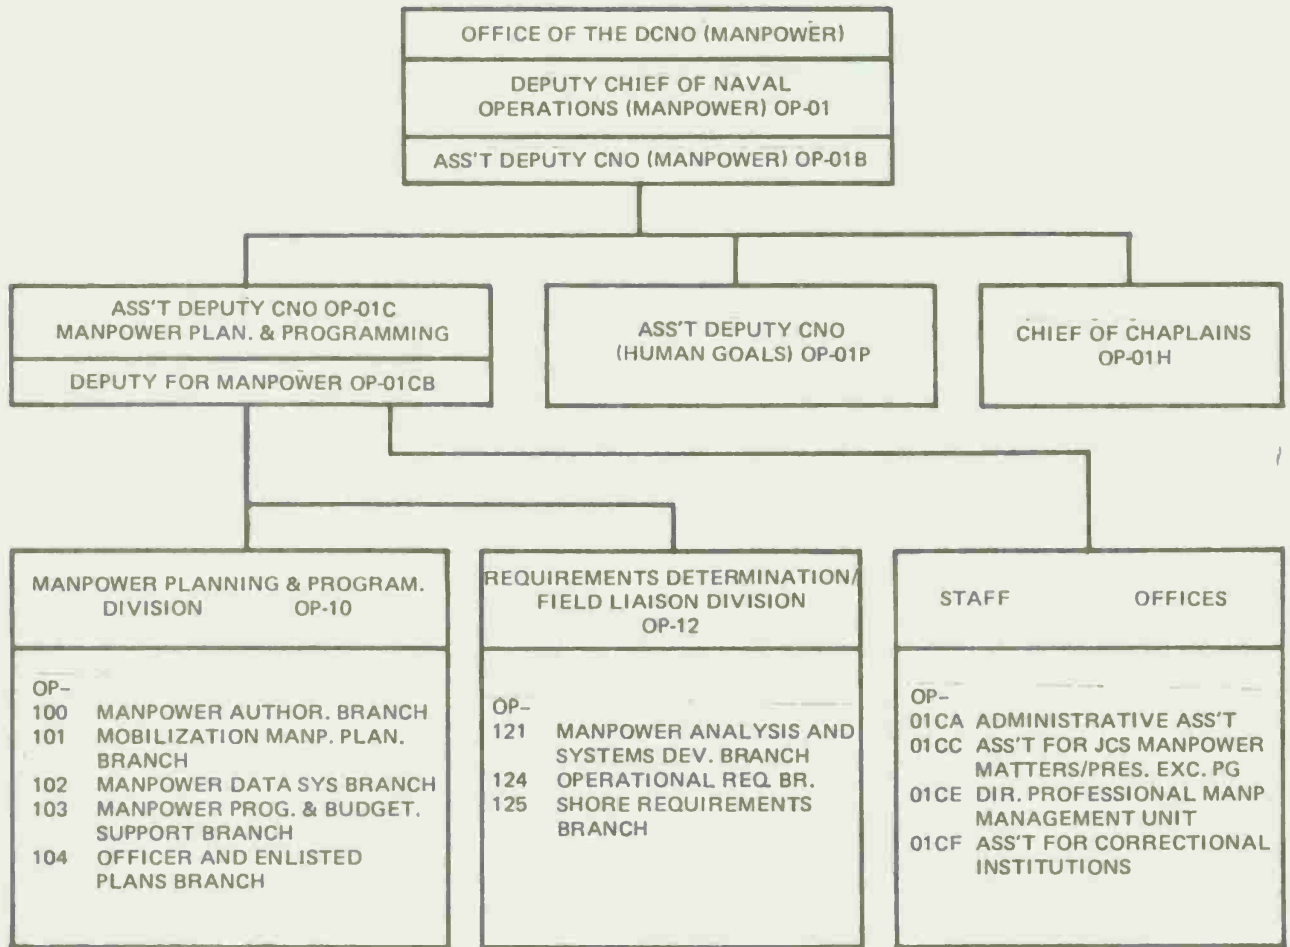 OFFICE OF THE DCNO (MANPOWER)
DEPUTY CHIEF OF NAVAL
OPERATIONS (MANPOWER) OP-01
ASS'T DEPUTY CNO (MANPOWER) OP-01B
ASS'T DEPUTY CNO OP-01C
MANPOWER PLAN. & PROGRAMMING
DEPUTY FOR MANPOWER OP-01CB
ASS'T DEPUTY CNO
(HUMAN GOALS) OP-01P
CHIEF OF CHAPLAINS
OP-01H
MANPOWER PLANNING & PROGRAM.
DIVISION OP-10
OP-
100 MANPOWER AUTHOR. BRANCH
101 MOBILIZATION MANP. PLAN.
BRANCH
102 MANPOWER DATA SYS BRANCH
103 MANPOWER PROG. & BUDGET.
SUPPORT BRANCH
104 OFFICER AND ENLISTED
PLANS BRANCH
REQUIREMENTS DETERMINATION/
FIELD LIAISON DIVISION
OP-12
OP-
121 MANPOWER ANALYSIS AND
SYSTEMS DEV. BRANCH
124 OPERATIONAL REQ. BR.
125 SHORE REQUIREMENTS
BRANCH
STAFF OFFICES
OP-
01CA ADMINISTRATIVE ASS'T
01CC ASS'T FOR JCS MANPOWER
MATTERS/PRES. EXC. PG
01CE DIR. PROFESSIONAL MANP
MANAGEMENT UNIT
01CF ASS'T FOR CORRECTIONAL
INSTITUTIONS